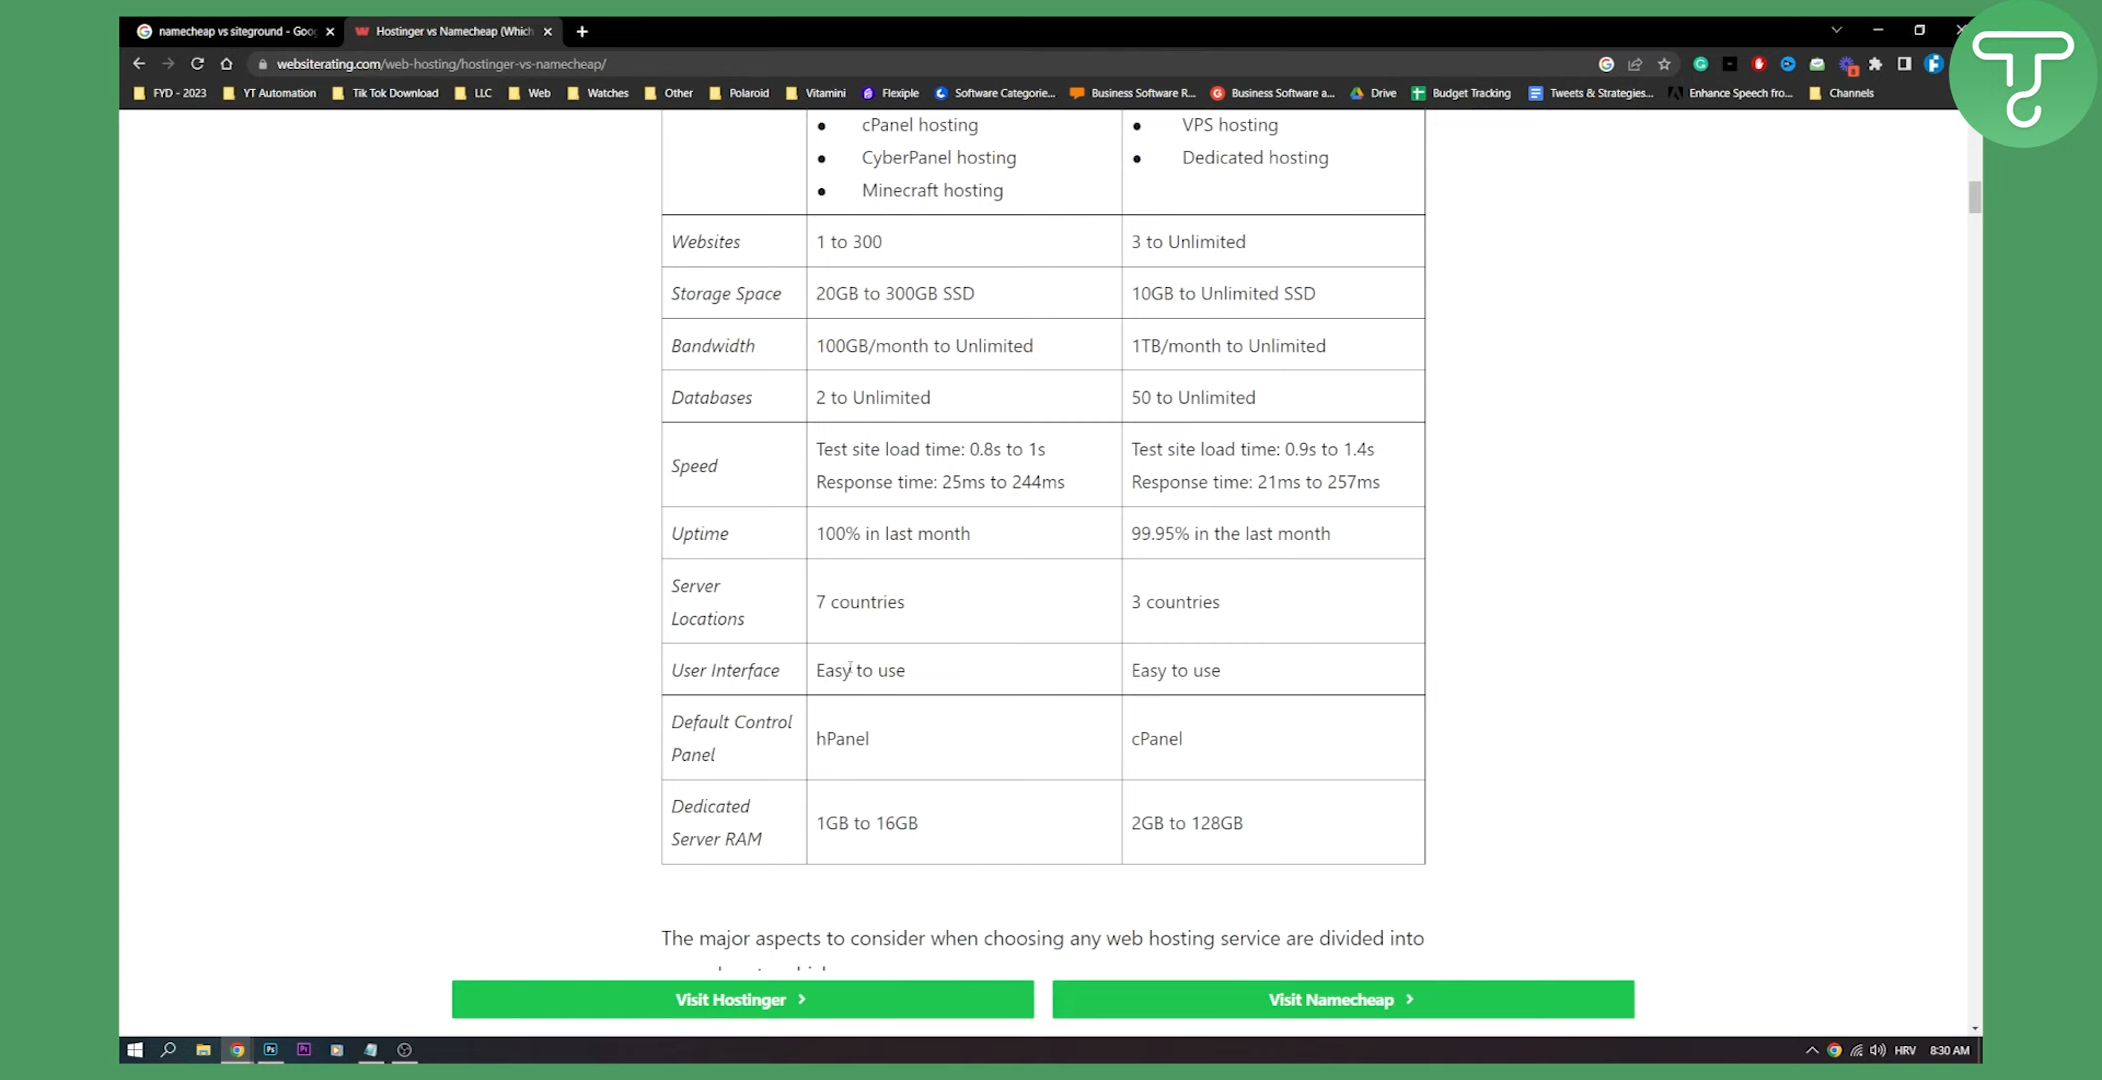 namecheap vs siteground - Goo
Hostinger vs Namecheap (Which
websiterating.com/web-hosting/hostinger-vs-namecheap/
FYD - 2023 YT Automation Tik Tok Download LLC Web Watches Other Polaroid Vitamini Flexiple Software Categorie... Business Software R... Business Software a... Drive Budget Tracking Tweets & Strategies... Enhance Speech fro... Channels
cPanel hosting VPS hosting
CyberPanel hosting Dedicated hosting
Minecraft hosting
Websites 1 to 300 3 to Unlimited
Storage Space 20GB to 300GB SSD 10GB to Unlimited SSD
Bandwidth 100GB/month to Unlimited 1TB/month to Unlimited
Databases 2 to Unlimited 50 to Unlimited
Speed
Test site load time: 0.8s to 1s
Response time: 25ms to 244ms
Test site load time: 0.9s to 1.4s
Response time: 21ms to 257ms
Uptime 100% in last month 99.95% in the last month
Server
Locations
7 countries 3 countries
User Interface Easy to use Easy to use
Default Control
Panel
hPanel cPanel
Dedicated
Server RAM
1GB to 16GB 2GB to 128GB
The major aspects to consider when choosing any web hosting service are divided into
Visit Hostinger Visit Namecheap
HRV 8:30 AM